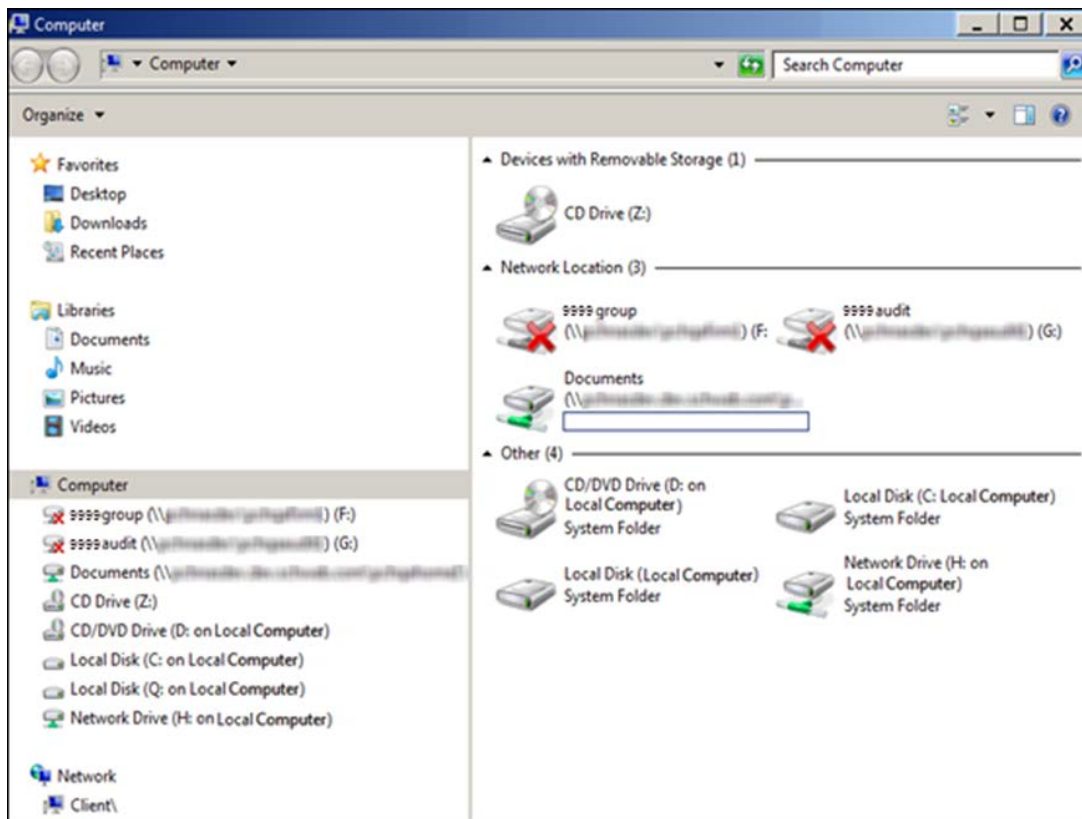 Computer
Computer
Search Computer
Organize
Favorites
Desktop
Downloads
Recent Places
Libraries
Documents
Music
Pictures
Videos
Computer
9999 group (\\ ) (F:)
9999 audit (\\ ) (G:)
Documents (\\
CD Drive (Z:)
CD/DVD Drive (D: on Local Computer)
Local Disk (C: on Local Computer)
Local Disk (Q: on Local Computer)
Network Drive (H: on Local Computer)
Network
Client\
Devices with Removable Storage (1)
CD Drive (Z:)
Network Location (3)
9999 group
(\\ ) (F:
9999 audit
(\\ ) (G:)
Documents
(\\ ...
Other (4)
CD/DVD Drive (D: on
Local Computer)
System Folder
Local Disk (C: Local Computer)
System Folder
Local Disk (Local Computer)
System Folder
Network Drive (H: on
Local Computer)
System Folder